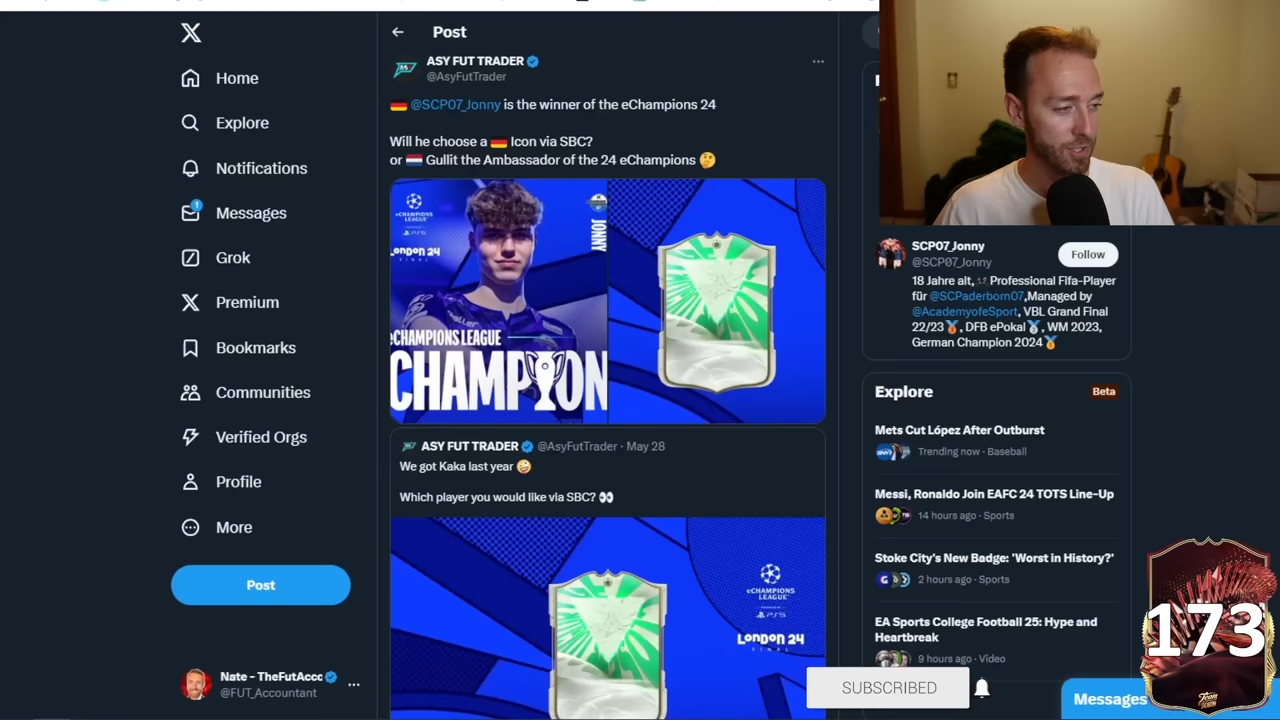 Post
ASY FUT TRADER
@AsyFutTrader
@SCP07_Jonny is the winner of the eChampions 24
Will he choose a Icon via SBC?
or Gullit the Ambassador of the 24 eChampions
eCHAMPIONS
LEAGUE
PS5
LONDON 24
FINAL
JONNY
eCHAMPIONS LEAGUE
CHAMPION
ASY FUT TRADER @AsyFutTrader · May 28
We got Kaka last year
Which player you would like via SBC?
eCHAMPIONS
LEAGUE
PS5
LONDON 24
FINAL
Home
Explore
Notifications
1
Messages
Grok
Premium
Bookmarks
Communities
Verified Orgs
Profile
More
Post
Nate - TheFutAcco
@FUT_Accountant
SCP07_Jonny
@SCP07_Jonny
Follow
18 Jahre alt, Professional Fifa-Player
für @SCPaderborn07,Managed by
@AcademyofeSport, VBL Grand Final
22/23, DFB ePokal, WM 2023,
German Champion 2024
Explore
Beta
Mets Cut López After Outburst
Trending now · Baseball
Messi, Ronaldo Join EAFC 24 TOTS Line-Up
14 hours ago · Sports
Stoke City's New Badge: 'Worst in History?'
2 hours ago · Sports
EA Sports College Football 25: Hype and
Heartbreak
9 hours ago · Video
SUBSCRIBED
Messages
173